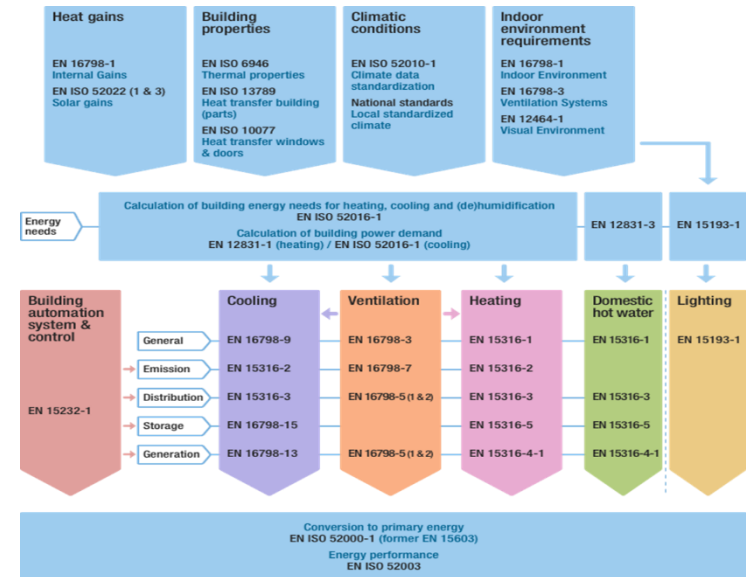 Heat gains
EN 16798-1
Internal Gains
EN ISO 52022 (1 & 3)
Solar gains
Building
properties
EN ISO 6946
Thermal properties
EN ISO 13789
Heat transfer building
(parts)
EN ISO 10077
Heat transfer windows
& doors
Climatic
conditions
EN ISO 52010-1
Climate data
standardization
National standards
Local standardized
climate
Indoor
environment
requirements
EN 16798-1
Indoor Environment
EN 16798-3
Ventilation Systems
EN 12464-1
Visual Environment
Energy
needs
Calculation of building energy needs for heating, cooling and (de)humidification
EN ISO 52016-1
Calculation of building power demand
EN 12831-1 (heating) / EN ISO 52016-1 (cooling)
EN 12831-3
EN 15193-1
Building
automation
system &
control
EN 15232-1
General
Emission
Distribution
Storage
Generation
Cooling
EN 16798-9
EN 15316-2
EN 15316-3
EN 16798-15
EN 16798-13
Ventilation
EN 16798-3
EN 16798-7
EN 16798-5 (1 & 2)
EN 16798-5 (1 & 2)
Heating
EN 15316-1
EN 15316-2
EN 15316-3
EN 15316-5
EN 15316-4-1
Domestic
hot water
EN 15316-1
EN 15316-3
EN 15316-5
EN 15316-4-1
Lighting
EN 15193-1
Conversion to primary energy
EN ISO 52000-1 (former EN 15603)
Energy performance
EN ISO 52003